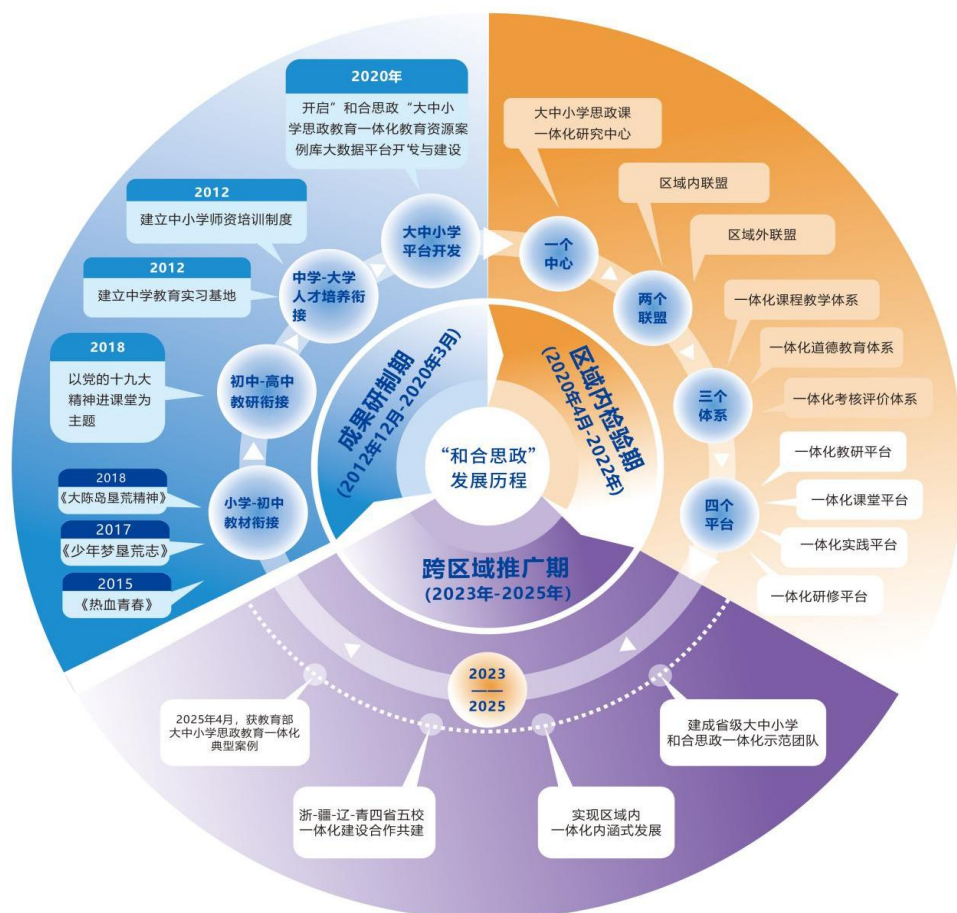 2020年
开启”和合思政“大中小
学思政教育一体化教育资源案
例库大数据平台开发与建设
2012
建立中小学师资培训制度
2012
建立中学教育实习基地
2018
以党的十九大
精神进课堂为
主题
2018
《大陈岛垦荒精神》
2017
《少年梦垦荒志》
2015
《热血青春》
大中小学
平台开发
中学-大学
人才培养衔
接
初中-高中
教研衔接
小学-初中
教材衔接
成果研制期
(2012年12月-2020年3月)
大中小学思政课
一体化研究中心
区域内联盟
区域外联盟
一体化课程教学体系
一体化道德教育体系
一体化考核评价体系
一体化教研平台
一体化课堂平台
一体化实践平台
一体化研修平台
一个
中心
两个
联盟
三个
体系
四个
平台
区域内检验期
(2020年4月-2022年)
“和合思政”
发展历程
跨区域推广期
(2023年-2025年)
2023
——
2025
2025年4月，获教育部
大中小学思政教育一体化
典型案例
浙-疆-辽-青四省五校
一体化建设合作共建
实现区域内
一体化内涵式发展
建成省级大中小学
和合思政一体化示范团队